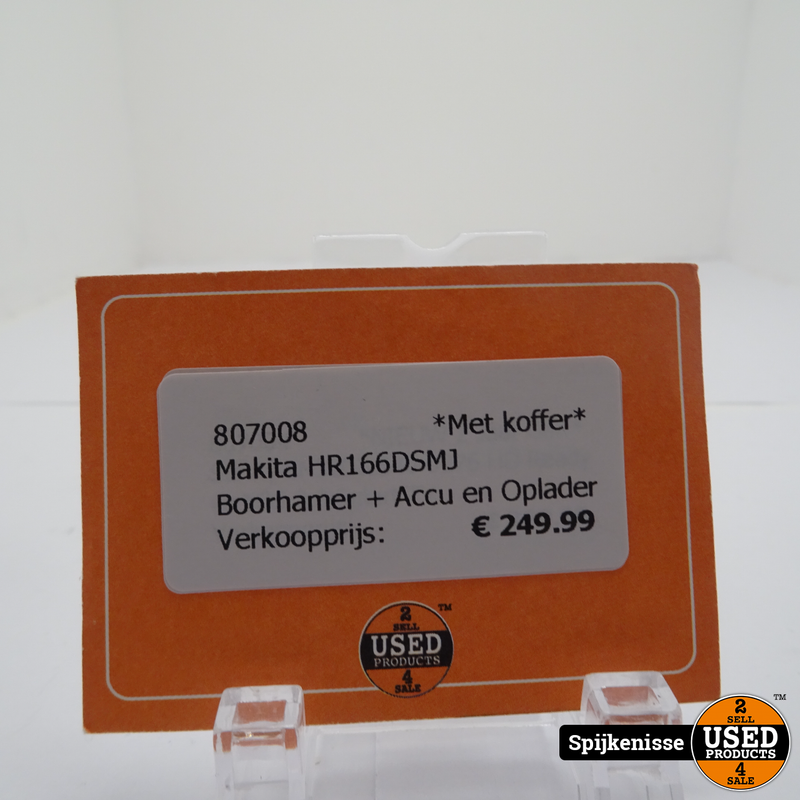 807008 *Met koffer*
Makita HR166DSMJ
Boorhamer + Accu en Oplader
Verkoopprijs: € 249.99
2
SELL
USED
PRODUCTS
4
SALE
™
Spijkenisse
2
SELL
USED
PRODUCTS
4
SALE
™